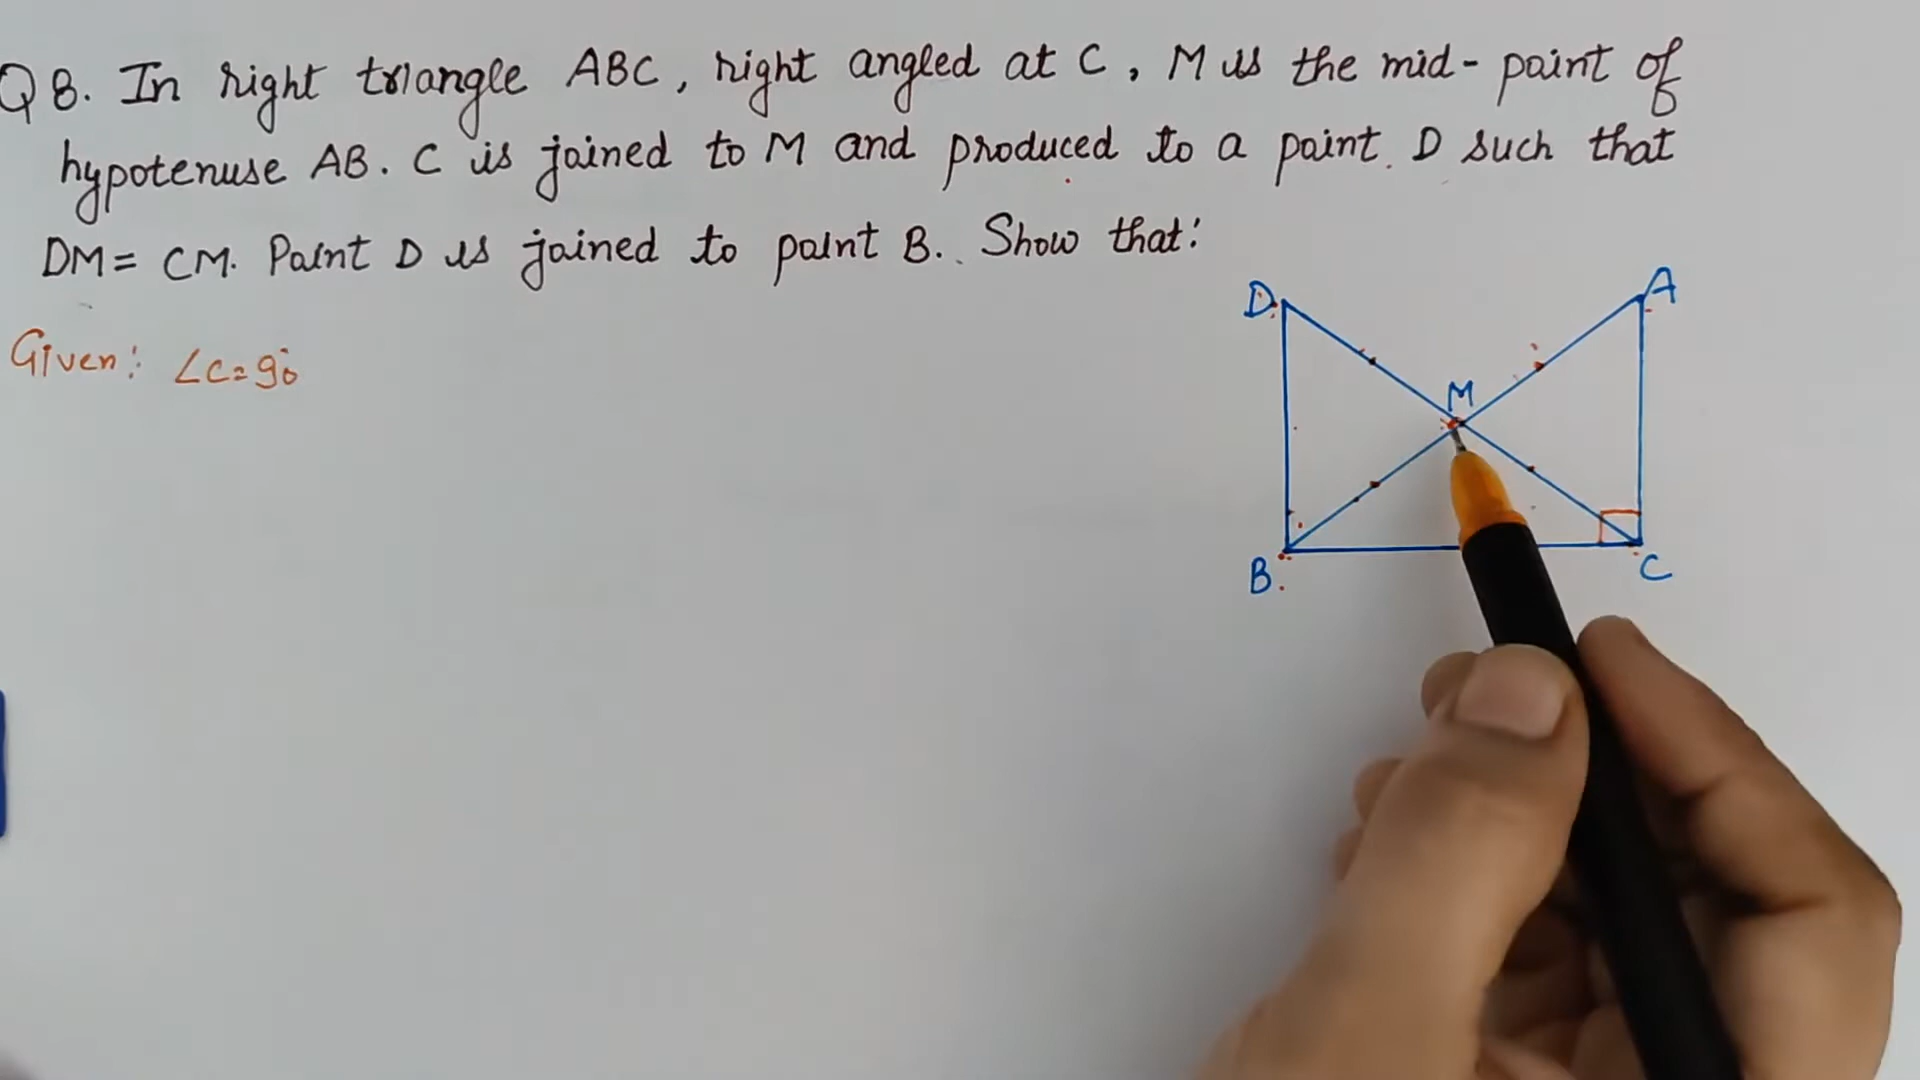 Q 8. In right triangle ABC, right angled at C, M is the mid-point of
hypotenuse AB. C is joined to M and produced to a point D such that
DM = CM. Point D is joined to point B. Show that:
Given: ∠C=90°
D
A
M
B
C